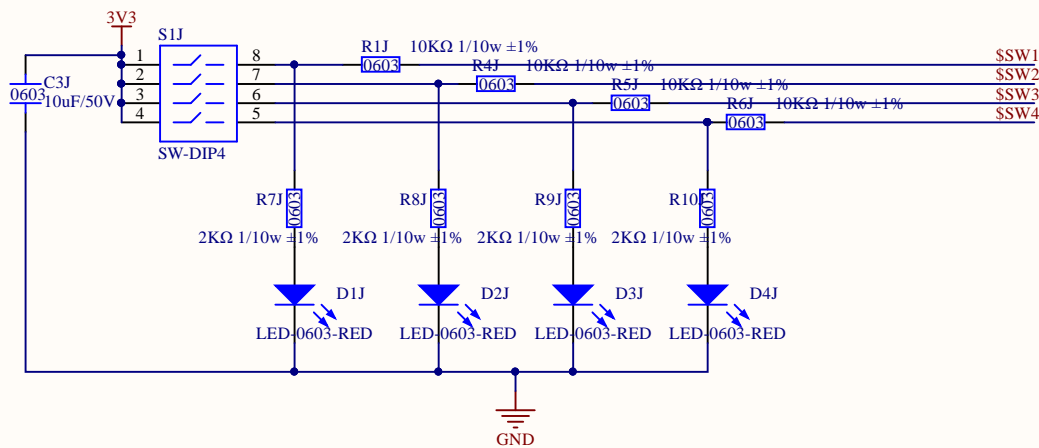 3V3
S1J
1
2
3
4
8
7
6
5
SW-DIP4
C3J
0603
10uF/50V
R1J
10KΩ 1/10w ±1%
0603
$SW1
R4J
10KΩ 1/10w ±1%
0603
$SW2
R5J
10KΩ 1/10w ±1%
0603
$SW3
R6J
10KΩ 1/10w ±1%
0603
$SW4
R7J
0603
2KΩ 1/10w ±1%
R8J
0603
2KΩ 1/10w ±1%
R9J
0603
2KΩ 1/10w ±1%
R10J
0603
2KΩ 1/10w ±1%
D1J
LED-0603-RED
D2J
LED-0603-RED
D3J
LED-0603-RED
D4J
LED-0603-RED
GND